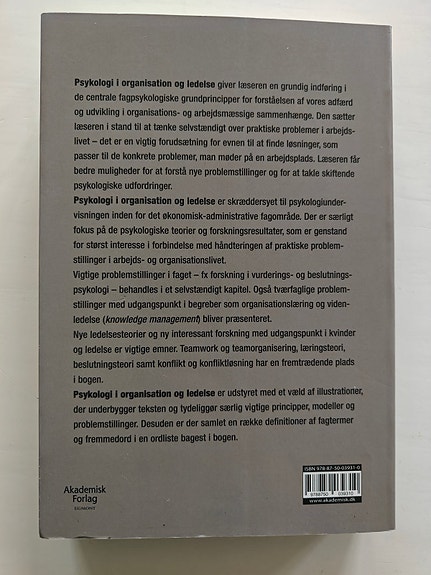 Psykologi i organisation og ledelse giver læseren en grundig indføring i
de centrale fagpsykologiske grundprincipper for forståelsen af vores adfærd
og udvikling i organisations- og arbejdsmæssige sammenhænge. Den sætter
læseren i stand til at tænke selvstændigt over praktiske problemer i arbejds-
livet – det er en vigtig forudsætning for evnen til at finde løsninger, som
passer til de konkrete problemer, man møder på en arbejdsplads. Læseren får
bedre muligheder for at forstå nye problemstillinger og for at takle skiftende
psykologiske udfordringer.
Psykologi i organisation og ledelse er skræddersyet til psykologiunder-
visningen inden for det økonomisk-administrative fagområde. Der er særligt
fokus på de psykologiske teorier og forskningsresultater, som er genstand
for størst interesse i forbindelse med håndteringen af praktiske problem-
stillinger i arbejds- og organisationslivet.
Vigtige problemstillinger i faget – fx forskning i vurderings- og beslutnings-
psykologi – behandles i et selvstændigt kapitel. Også tværfaglige problem-
stillinger med udgangspunkt i begreber som organisationslæring og viden-
ledelse (knowledge management) bliver præsenteret.
Nye ledelsesteorier og ny interessant forskning med udgangspunkt i kvinder
og ledelse er vigtige emner. Teamwork og teamorganisering, læringsteori,
beslutningsteori samt konflikt og konfliktløsning har en fremtrædende plads
i bogen.
Psykologi i organisation og ledelse er udstyret med et væld af illustrationer,
der underbygger teksten og tydeliggør særlig vigtige principper, modeller og
problemstillinger. Desuden er der samlet en række definitioner af fagtermer
og fremmedord i en ordliste bagest i bogen.
ISBN 978-87-50-03931-0
9788750 039310
www.akademisk.dk
Akademisk
Forlag
EGMONT